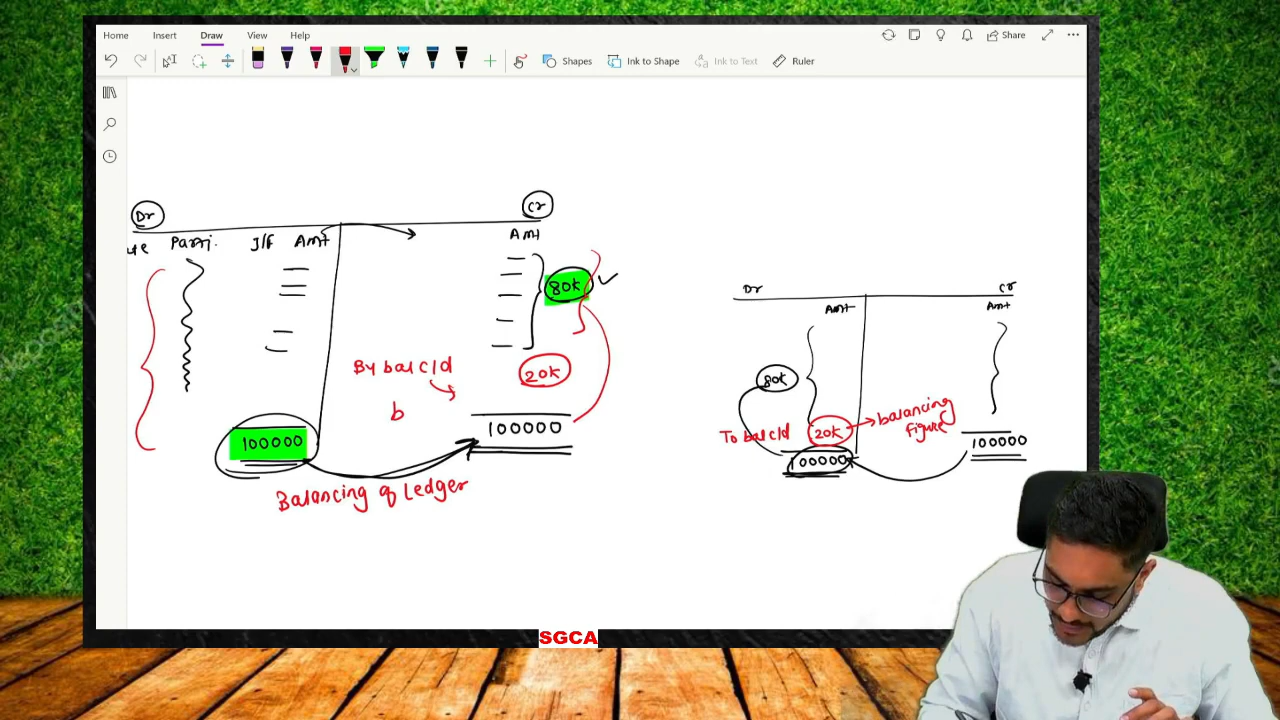 Home Insert Draw View Help
Share
Shapes Ink to Shape Ink to Text Ruler
Dr Cr
Parti. J/F Amt Amt
80k
By bal c/d 20k
b
100000 100000
Balancing of Ledger
Dr Cr
Amt Amt
80k
To bal c/d 20k balancing figure
100000 100000
SGCA